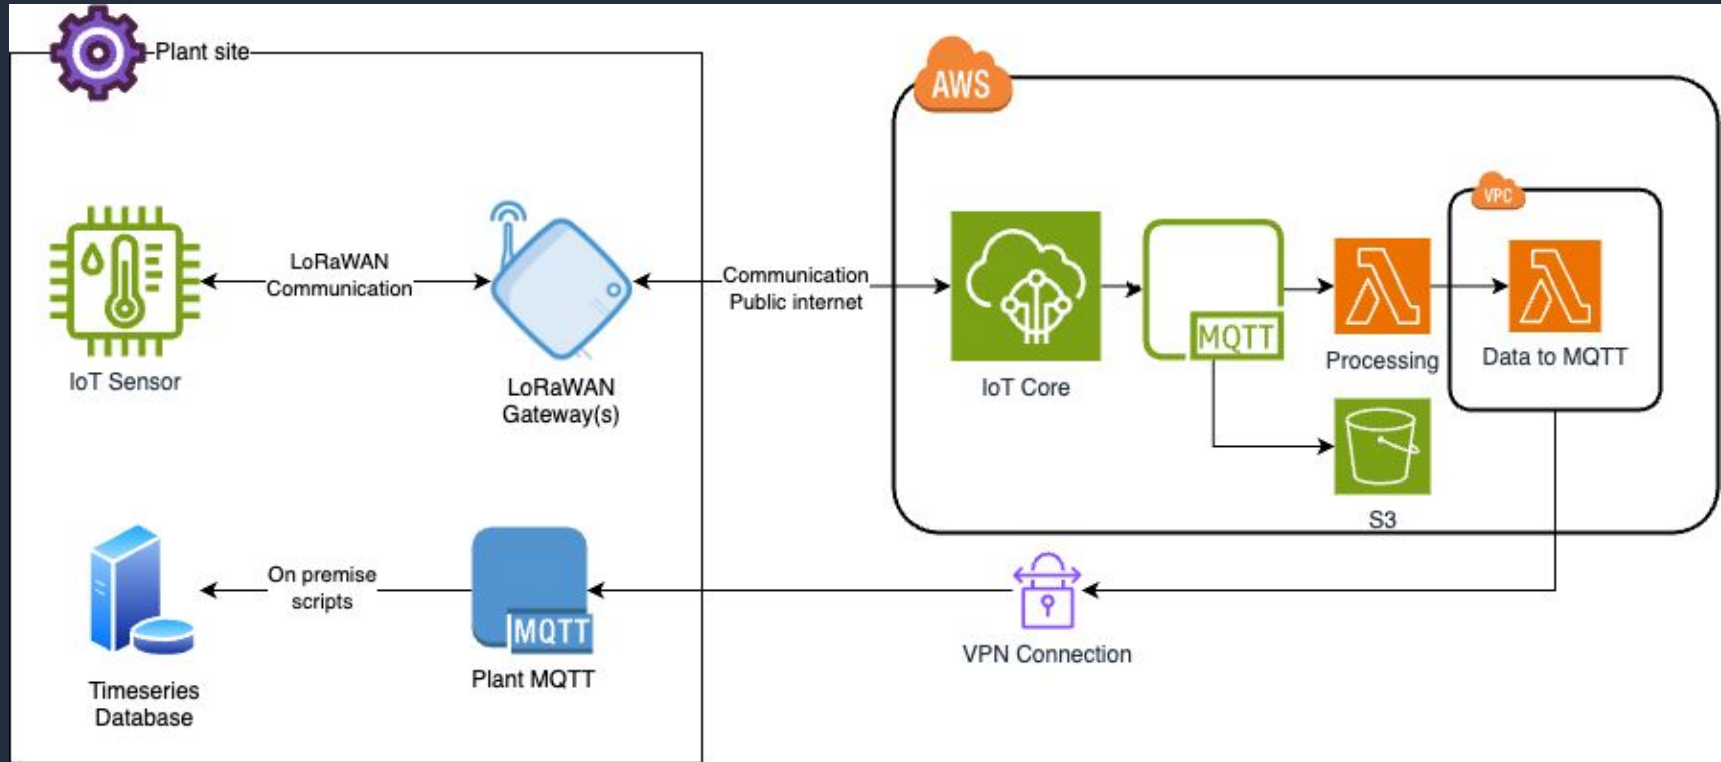 Plant site
AWS
VPC
LoRaWAN
Communication
Communication
Public internet
MQTT
IoT Sensor
LoRaWAN
Gateway(s)
IoT Core
Processing
Data to MQTT
S3
On premise
scripts
MQTT
Plant MQTT
VPN Connection
Timeseries
Database